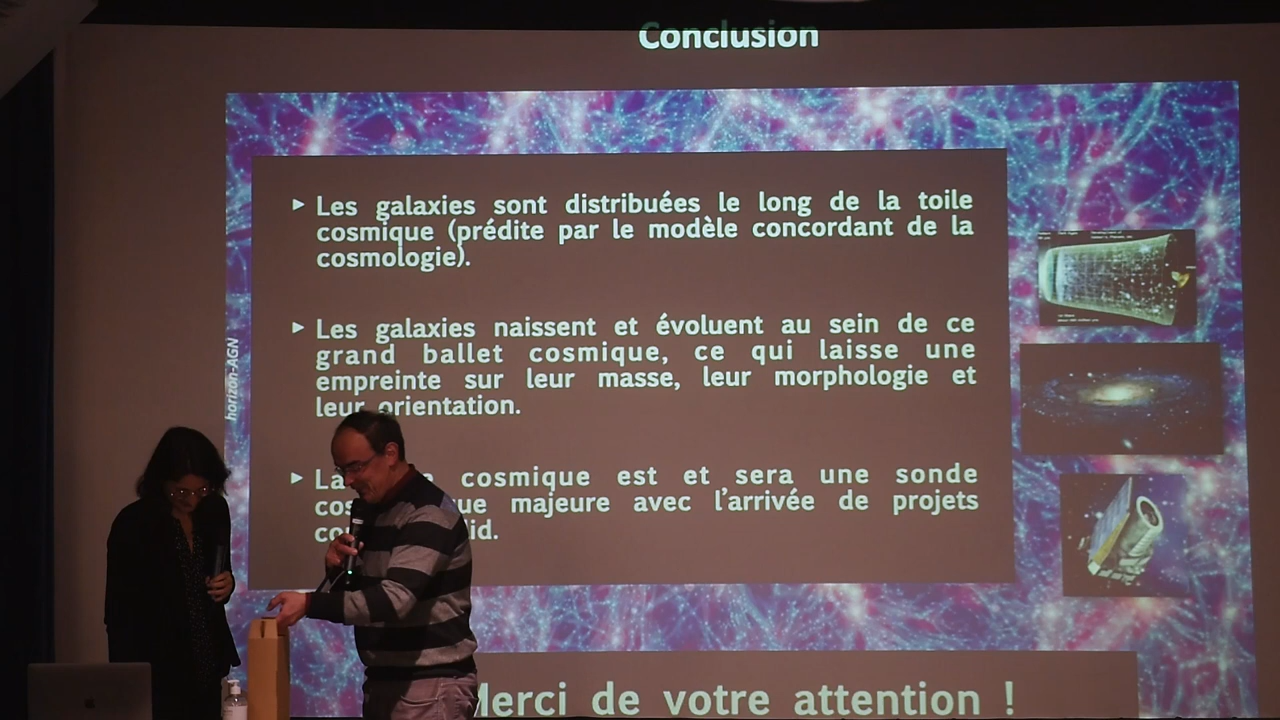 Conclusion
► Les galaxies sont distribuées le long de la toile
cosmique (prédite par le modèle concordant de la
cosmologie).
► Les galaxies naissent et évoluent au sein de ce
grand ballet cosmique, ce qui laisse une
empreinte sur leur masse, leur morphologie et
leur orientation.
► La cosmique est et sera une sonde
majeure avec l'arrivée de projets
horizon-AGN
Merci de votre attention !